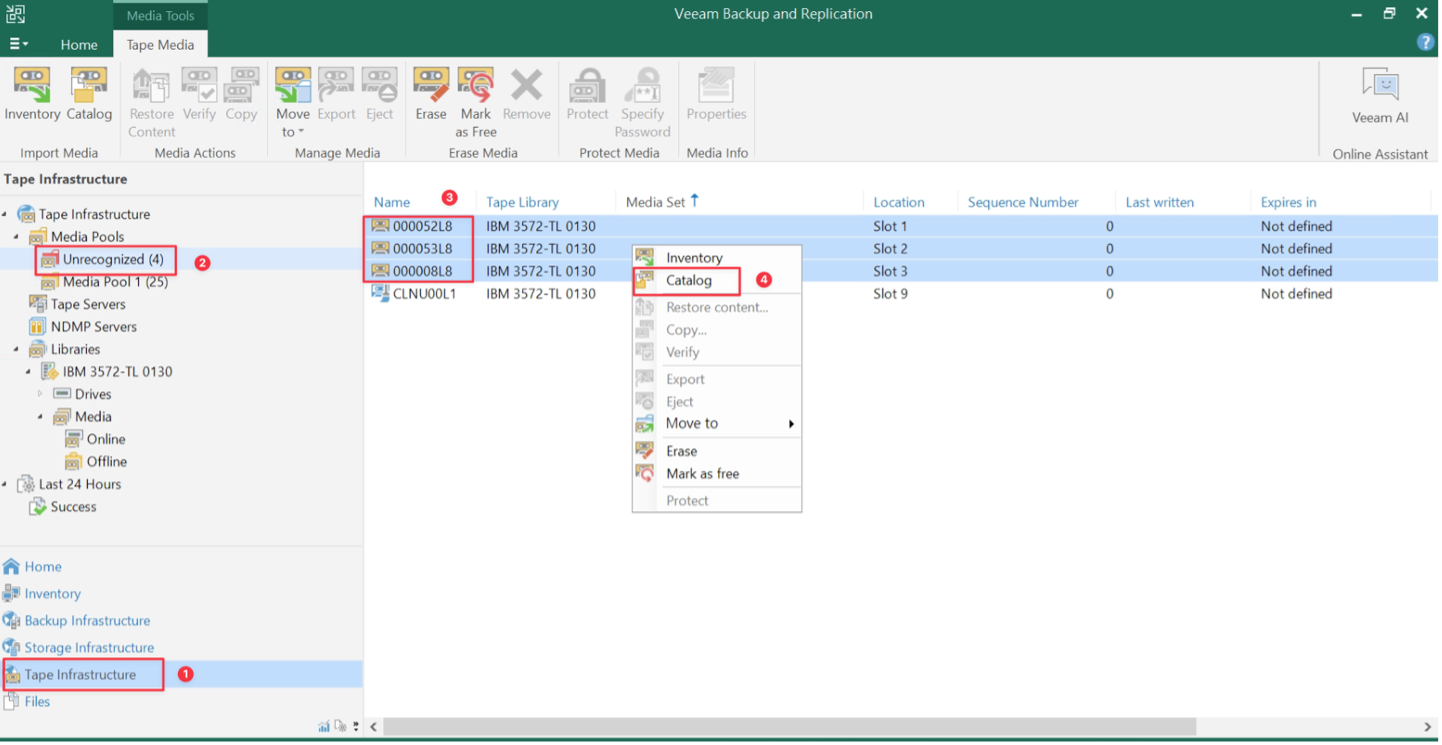 Media Tools
Veeam Backup and Replication
Home
Tape Media
Inventory
Catalog
Restore Content
Verify
Copy
Move to
Export
Eject
Erase
Mark as Free
Remove
Protect
Specify Password
Properties
Veeam AI
Import Media
Media Actions
Manage Media
Erase Media
Protect Media
Media Info
Online Assistant
Tape Infrastructure
Tape Infrastructure
Media Pools
Unrecognized (4)
2
Media Pool 1 (25)
Tape Servers
NDMP Servers
Libraries
IBM 3572-TL 0130
Drives
Media
Online
Offline
Last 24 Hours
Success
Home
Inventory
Backup Infrastructure
Storage Infrastructure
Tape Infrastructure
1
Files
Name 3 Tape Library Media Set Location Sequence Number Last written Expires in
000052L8 IBM 3572-TL 0130 Slot 1 0 Not defined
000053L8 IBM 3572-TL 0130 Slot 2 0 Not defined
000008L8 IBM 3572-TL 0130 Slot 3 0 Not defined
CLNU00L1 IBM 3572-TL 0130 Slot 9 0 Not defined
Inventory
Catalog
4
Restore content...
Copy...
Verify
Export
Eject
Move to
Erase
Mark as free
Protect